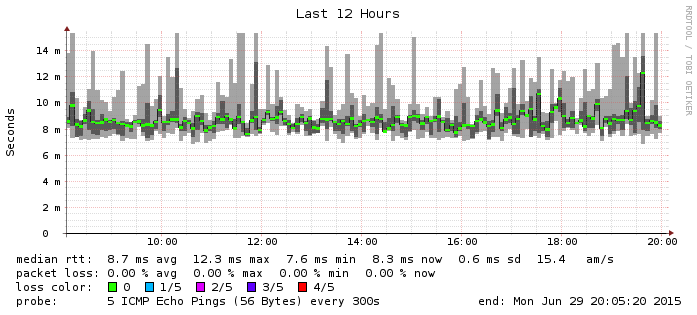 Last 12 Hours
RRDTOOL / TOBI OETIKER
Seconds
14 m
12 m
10 m
8 m
6 m
4 m
2 m
0
10:00 12:00 14:00 16:00 18:00 20:00
median rtt: 8.7 ms avg 12.3 ms max 7.6 ms min 8.3 ms now 0.6 ms sd 15.4 am/s
packet loss: 0.00 % avg 0.00 % max 0.00 % min 0.00 % now
loss color: 0 1/5 2/5 3/5 4/5
probe: 5 ICMP Echo Pings (56 Bytes) every 300s end: Mon Jun 29 20:05:20 2015